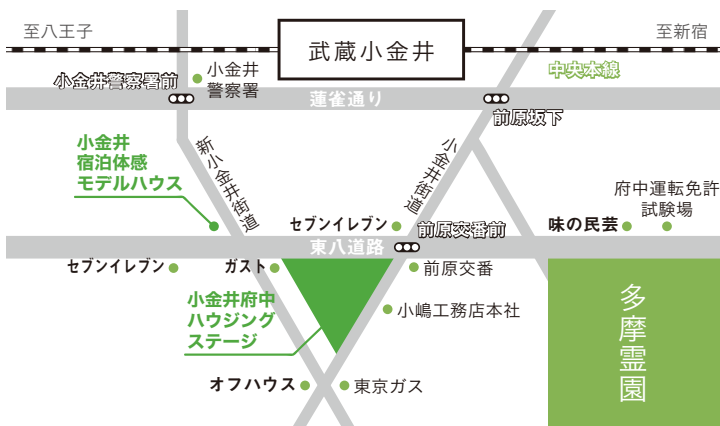 至八王子
武蔵小金井
至新宿
中央本線
小金井警察署前
小金井
警察署
蓮雀通り
前原坂下
小金井
宿泊体感
モデルハウス
新小金井街道
小金井街道
府中運転免許
試験場
セブンイレブン
前原交番前
味の民芸
東八道路
セブンイレブン
ガスト
前原交番
小金井府中
ハウジング
ステージ
小嶋工務店本社
多摩霊園
オフハウス
東京ガス